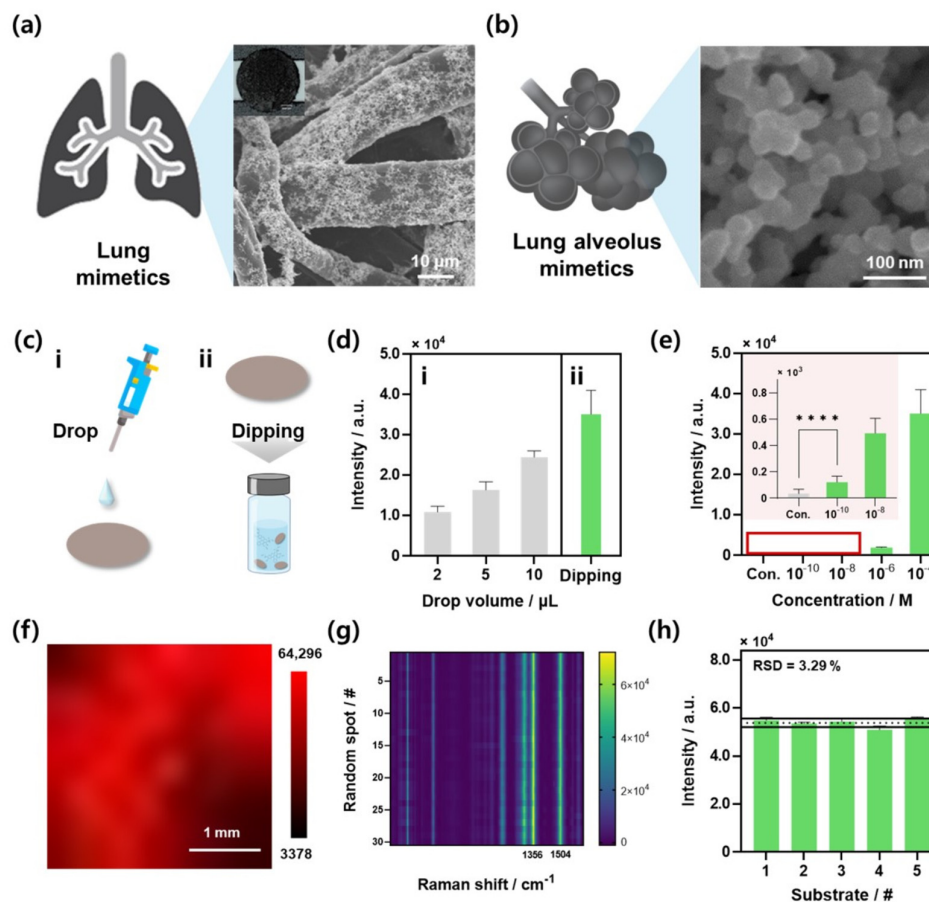 (a)
(b)
Lung
mimetics
10 µm
Lung alveolus
mimetics
100 nm
(c)
i
ii
Drop
Dipping
(d)
× 10⁴
i
ii
Intensity / a.u.
5.0
4.0
3.0
2.0
1.0
0.0
2
5
10
Dipping
Drop volume / µL
(e)
× 10⁴
Intensity / a.u.
5.0
4.0
3.0
2.0
1.0
0.0
× 10³
0.8
0.6
0.4
0.2
0
* * * *
Con.
10⁻¹⁰
10⁻⁸
Con.
10⁻¹⁰
10⁻⁸
10⁻⁶
Concentration / M
(f)
64,296
3378
1 mm
(g)
Random spot / #
5
10
15
20
25
30
1356
1504
Raman shift / cm⁻¹
6×10⁴
4×10⁴
2×10⁴
0
(h)
× 10⁴
RSD = 3.29 %
Intensity / a.u.
8.0
6.0
4.0
2.0
0.0
1
2
3
4
5
Substrate / #